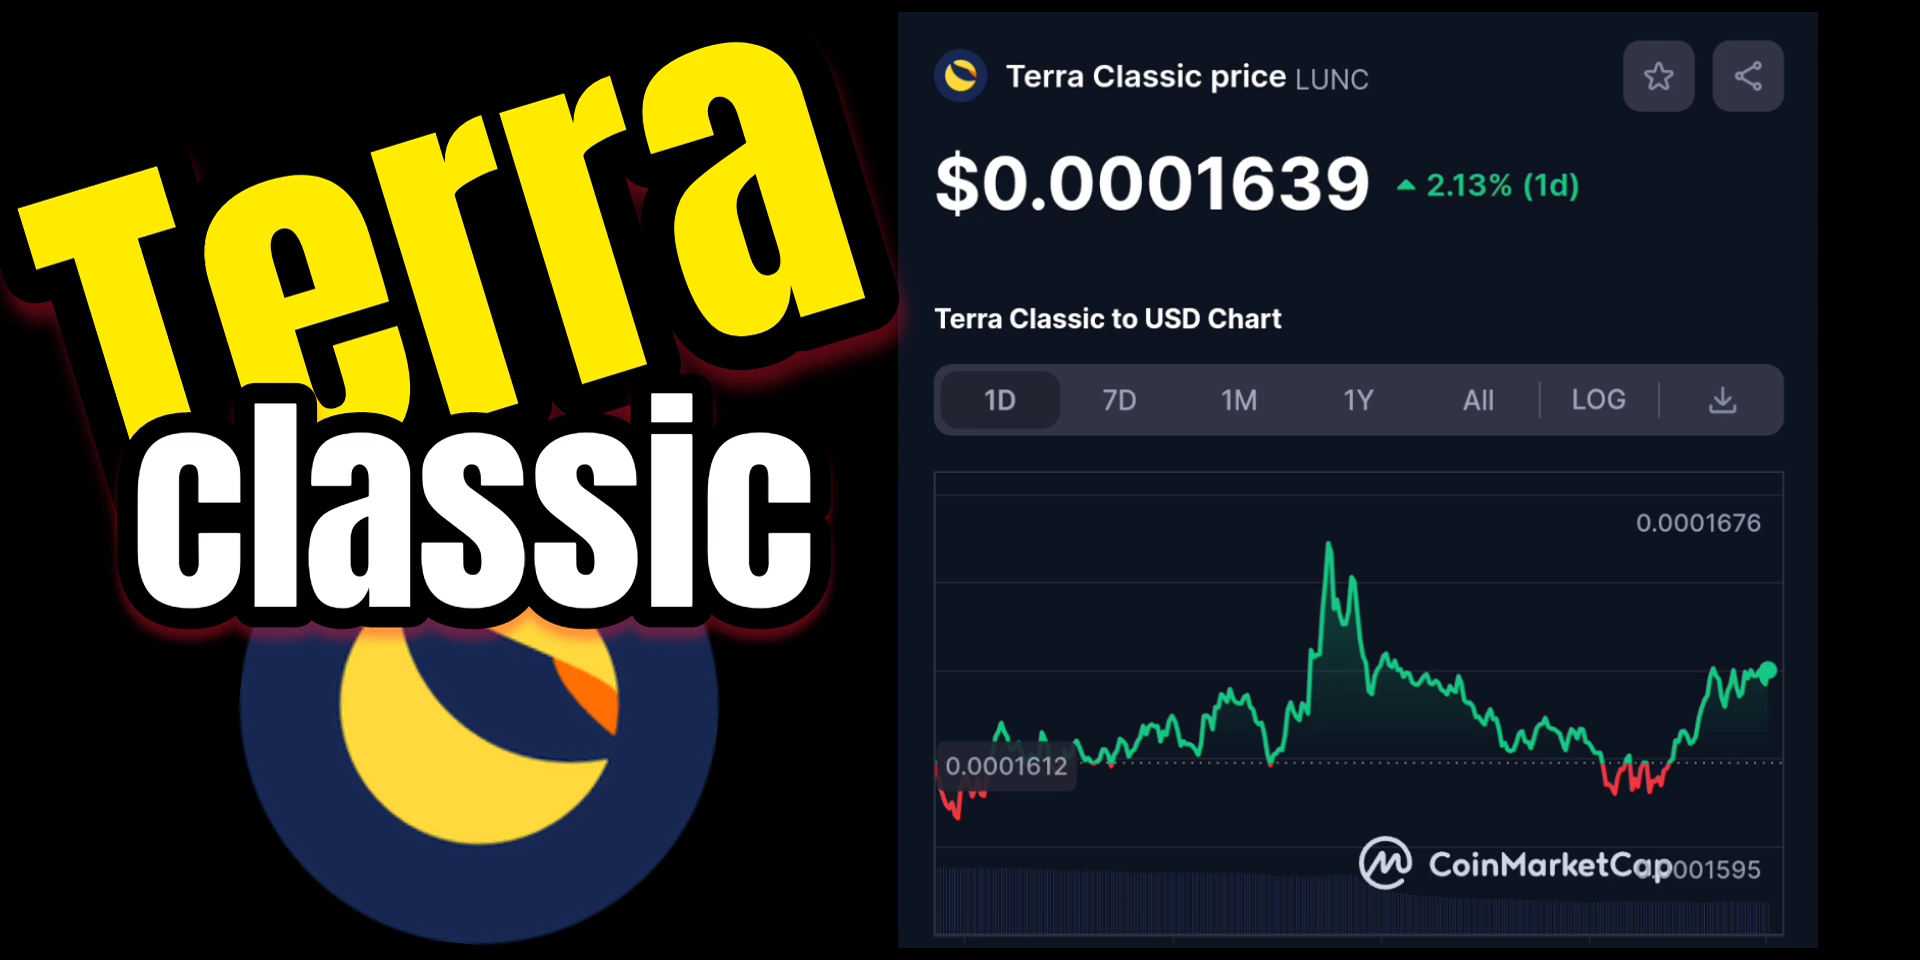 Terra
classic
Terra Classic price LUNC
$0.0001639 2.13% (1d)
Terra Classic to USD Chart
1D 7D 1M 1Y All LOG
0.0001676
0.0001612
CoinMarketCap
001595